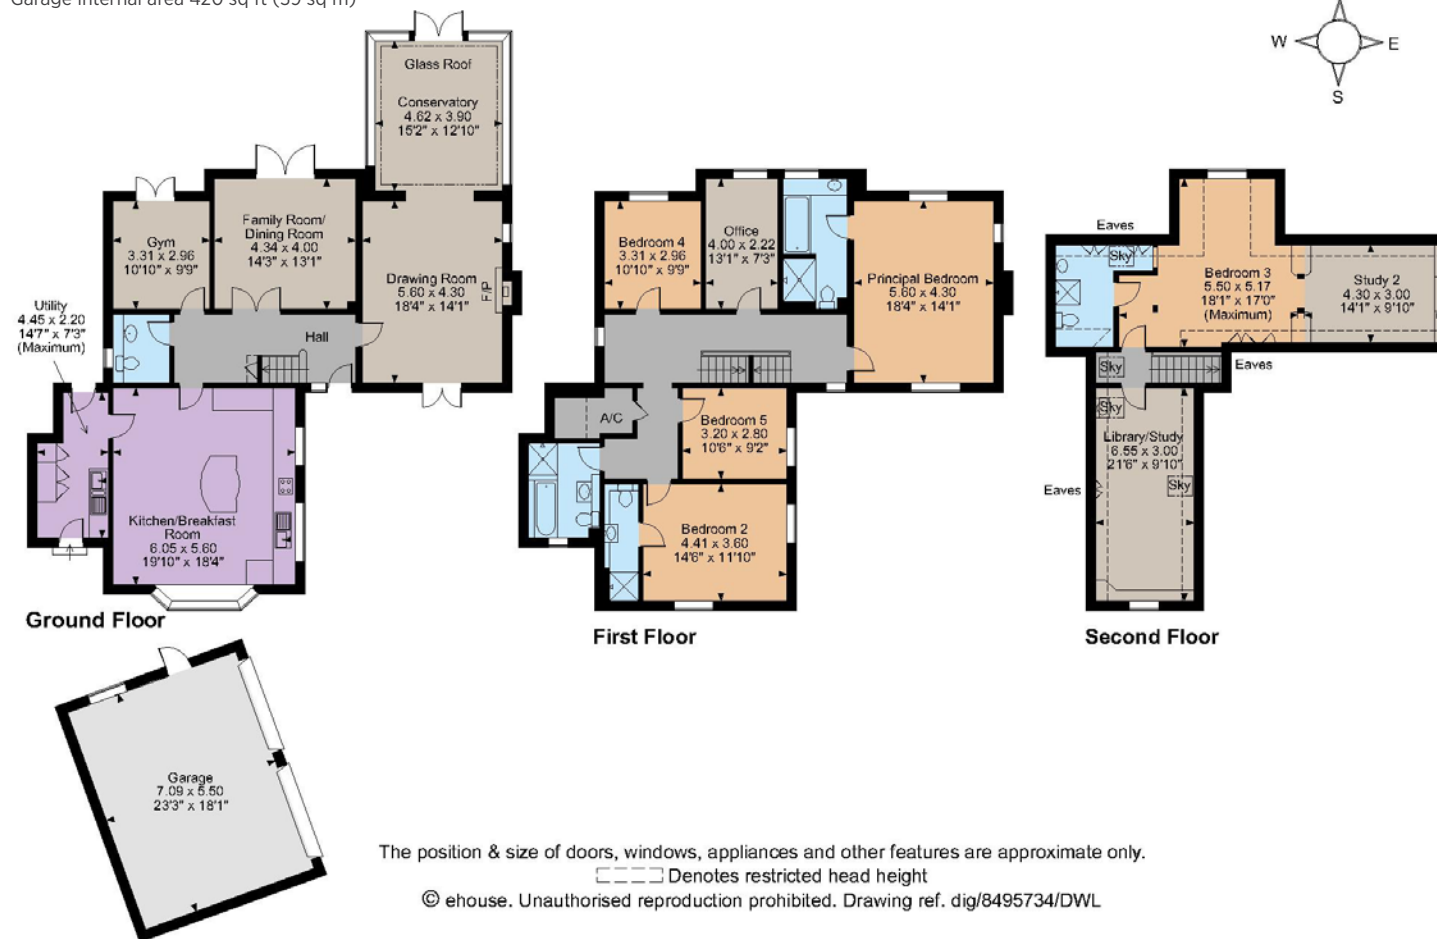 Garage internal area 420 sq ft (39 sq m)
W
E
S
Glass Roof
Conservatory
4.62 x 3.90
15'2" x 12'10"
Gym
3.31 x 2.96
10'10" x 9'9"
Family Room/
Dining Room
4.34 x 4.00
14'3" x 13'1"
Drawing Room
5.60 x 4.30
18'4" x 14'1"
F/P
Utility
4.45 x 2.20
14'7" x 7'3"
(Maximum)
Hall
Kitchen/Breakfast
Room
6.05 x 5.60
19'10" x 18'4"
Ground Floor
Bedroom 4
3.31 x 2.96
10'10" x 9'9"
Office
4.00 x 2.22
13'1" x 7'3"
Principal Bedroom
5.60 x 4.30
18'4" x 14'1"
A/C
Bedroom 5
3.20 x 2.80
10'6" x 9'2"
Bedroom 2
4.41 x 3.60
14'6" x 11'10"
First Floor
Eaves
Sky
Bedroom 3
5.50 x 5.17
18'1" x 17'0"
(Maximum)
Study 2
4.30 x 3.00
14'1" x 9'10"
Eaves
Sky
Sky
Library/Study
6.55 x 3.00
21'6" x 9'10"
Sky
Eaves
Second Floor
Garage
7.09 x 5.50
23'3" x 18'1"
The position & size of doors, windows, appliances and other features are approximate only.
Denotes restricted head height
© ehouse. Unauthorised reproduction prohibited. Drawing ref. dig/8495734/DWL